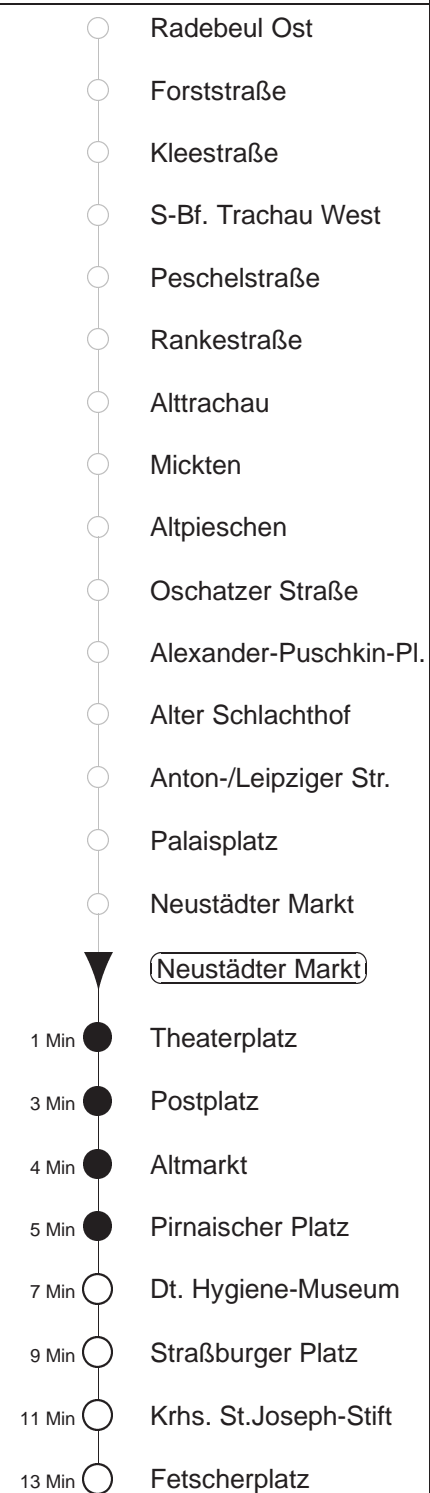 Radebeul Ost
Forststraße
Kleestraße
S-Bf. Trachau West
Peschelstraße
Rankestraße
Alttrachau
Mickten
Altpieschen
Oschatzer Straße
Alexander-Puschkin-Pl.
Alter Schlachthof
Anton-/Leipziger Str.
Palaisplatz
Neustädter Markt
Neustädter Markt
1 Min Theaterplatz
3 Min Postplatz
4 Min Altmarkt
5 Min Pirnaischer Platz
7 Min Dt. Hygiene-Museum
9 Min Straßburger Platz
11 Min Krhs. St.Joseph-Stift
13 Min Fetscherplatz